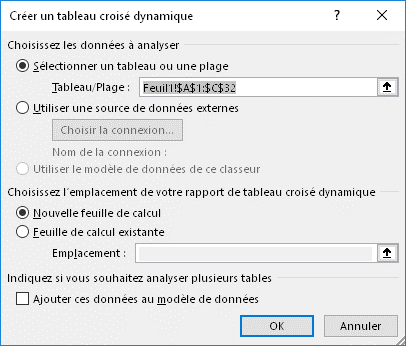 Créer un tableau croisé dynamique
Choisissez les données à analyser
Sélectionner un tableau ou une plage
Tableau/Plage : Feuil1!$A$1:$C$32
Utiliser une source de données externes
Choisir la connexion...
Nom de la connexion :
Utiliser le modèle de données de ce classeur
Choisissez l'emplacement de votre rapport de tableau croisé dynamique
Nouvelle feuille de calcul
Feuille de calcul existante
Emplacement :
Indiquez si vous souhaitez analyser plusieurs tables
Ajouter ces données au modèle de données
OK Annuler